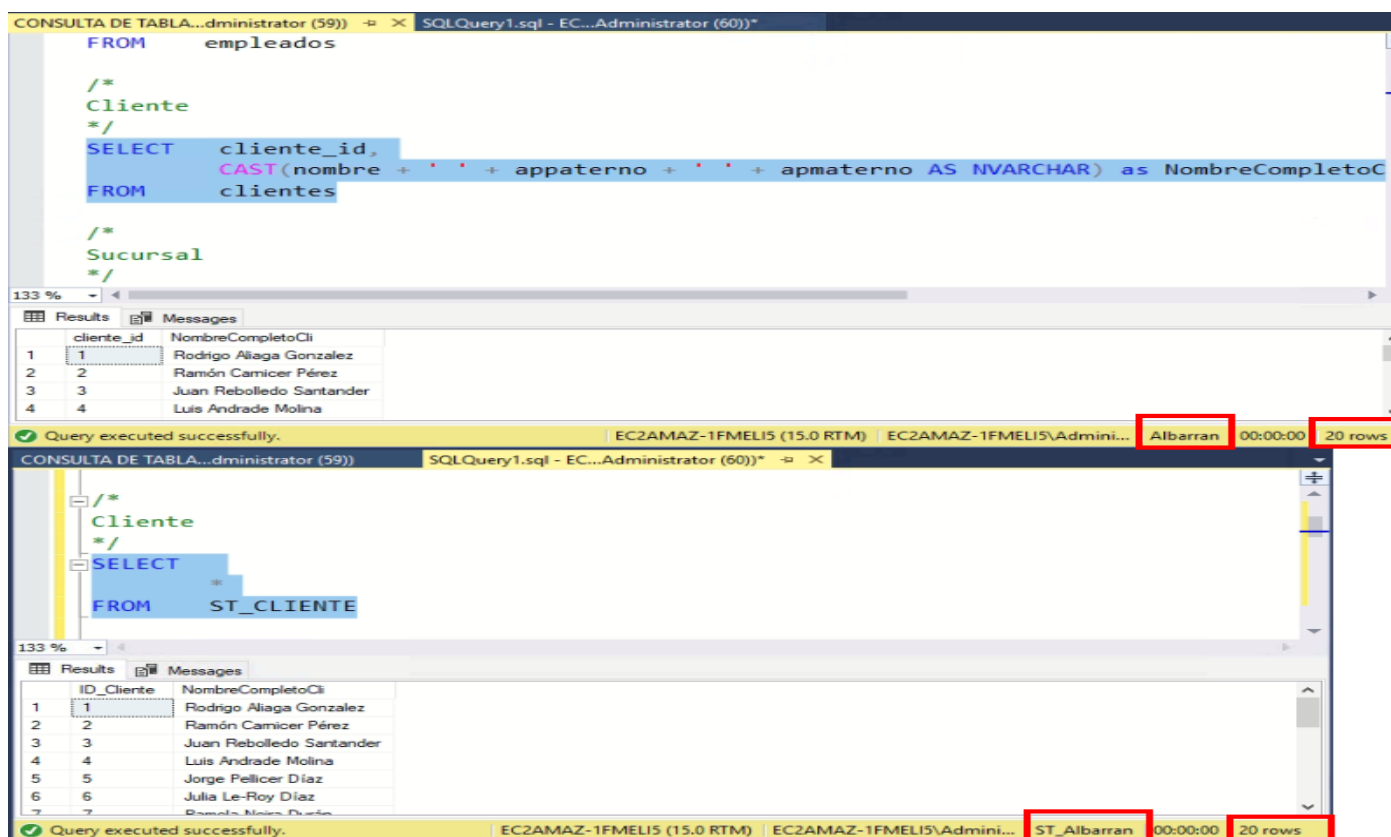 CONSULTA DE TABLA...dministrator (59)) SQLQuery1.sql - EC...Administrator (60))*
FROM empleados
/*
Cliente
*/
SELECT cliente_id,
CAST(nombre + ' ' + appaterno + ' ' + apmaterno AS NVARCHAR) as NombreCompletoC
FROM clientes
/*
Sucursal
*/
133 %
Results Messages
cliente_id NombreCompletoCli
1 1 Rodrigo Aliaga Gonzalez
2 2 Ramón Carnicer Pérez
3 3 Juan Rebolledo Santander
4 4 Luis Andrade Molina
Query executed successfully. EC2AMAZ-1FMELI5 (15.0 RTM) EC2AMAZ-1FMELI5\Admini... Albarran 00:00:00 20 rows
CONSULTA DE TABLA...dministrator (59)) SQLQuery1.sql - EC...Administrator (60))*
/*
Cliente
*/
SELECT
*
FROM ST_CLIENTE
133 %
Results Messages
ID_Cliente NombreCompletoCli
1 1 Rodrigo Aliaga Gonzalez
2 2 Ramón Carnicer Pérez
3 3 Juan Rebolledo Santander
4 4 Luis Andrade Molina
5 5 Jorge Pellicer Díaz
6 6 Julia Le-Roy Díaz
7 7 Pamela Neira Durán
Query executed successfully. EC2AMAZ-1FMELI5 (15.0 RTM) EC2AMAZ-1FMELI5\Admini... ST_Albarran 00:00:00 20 rows